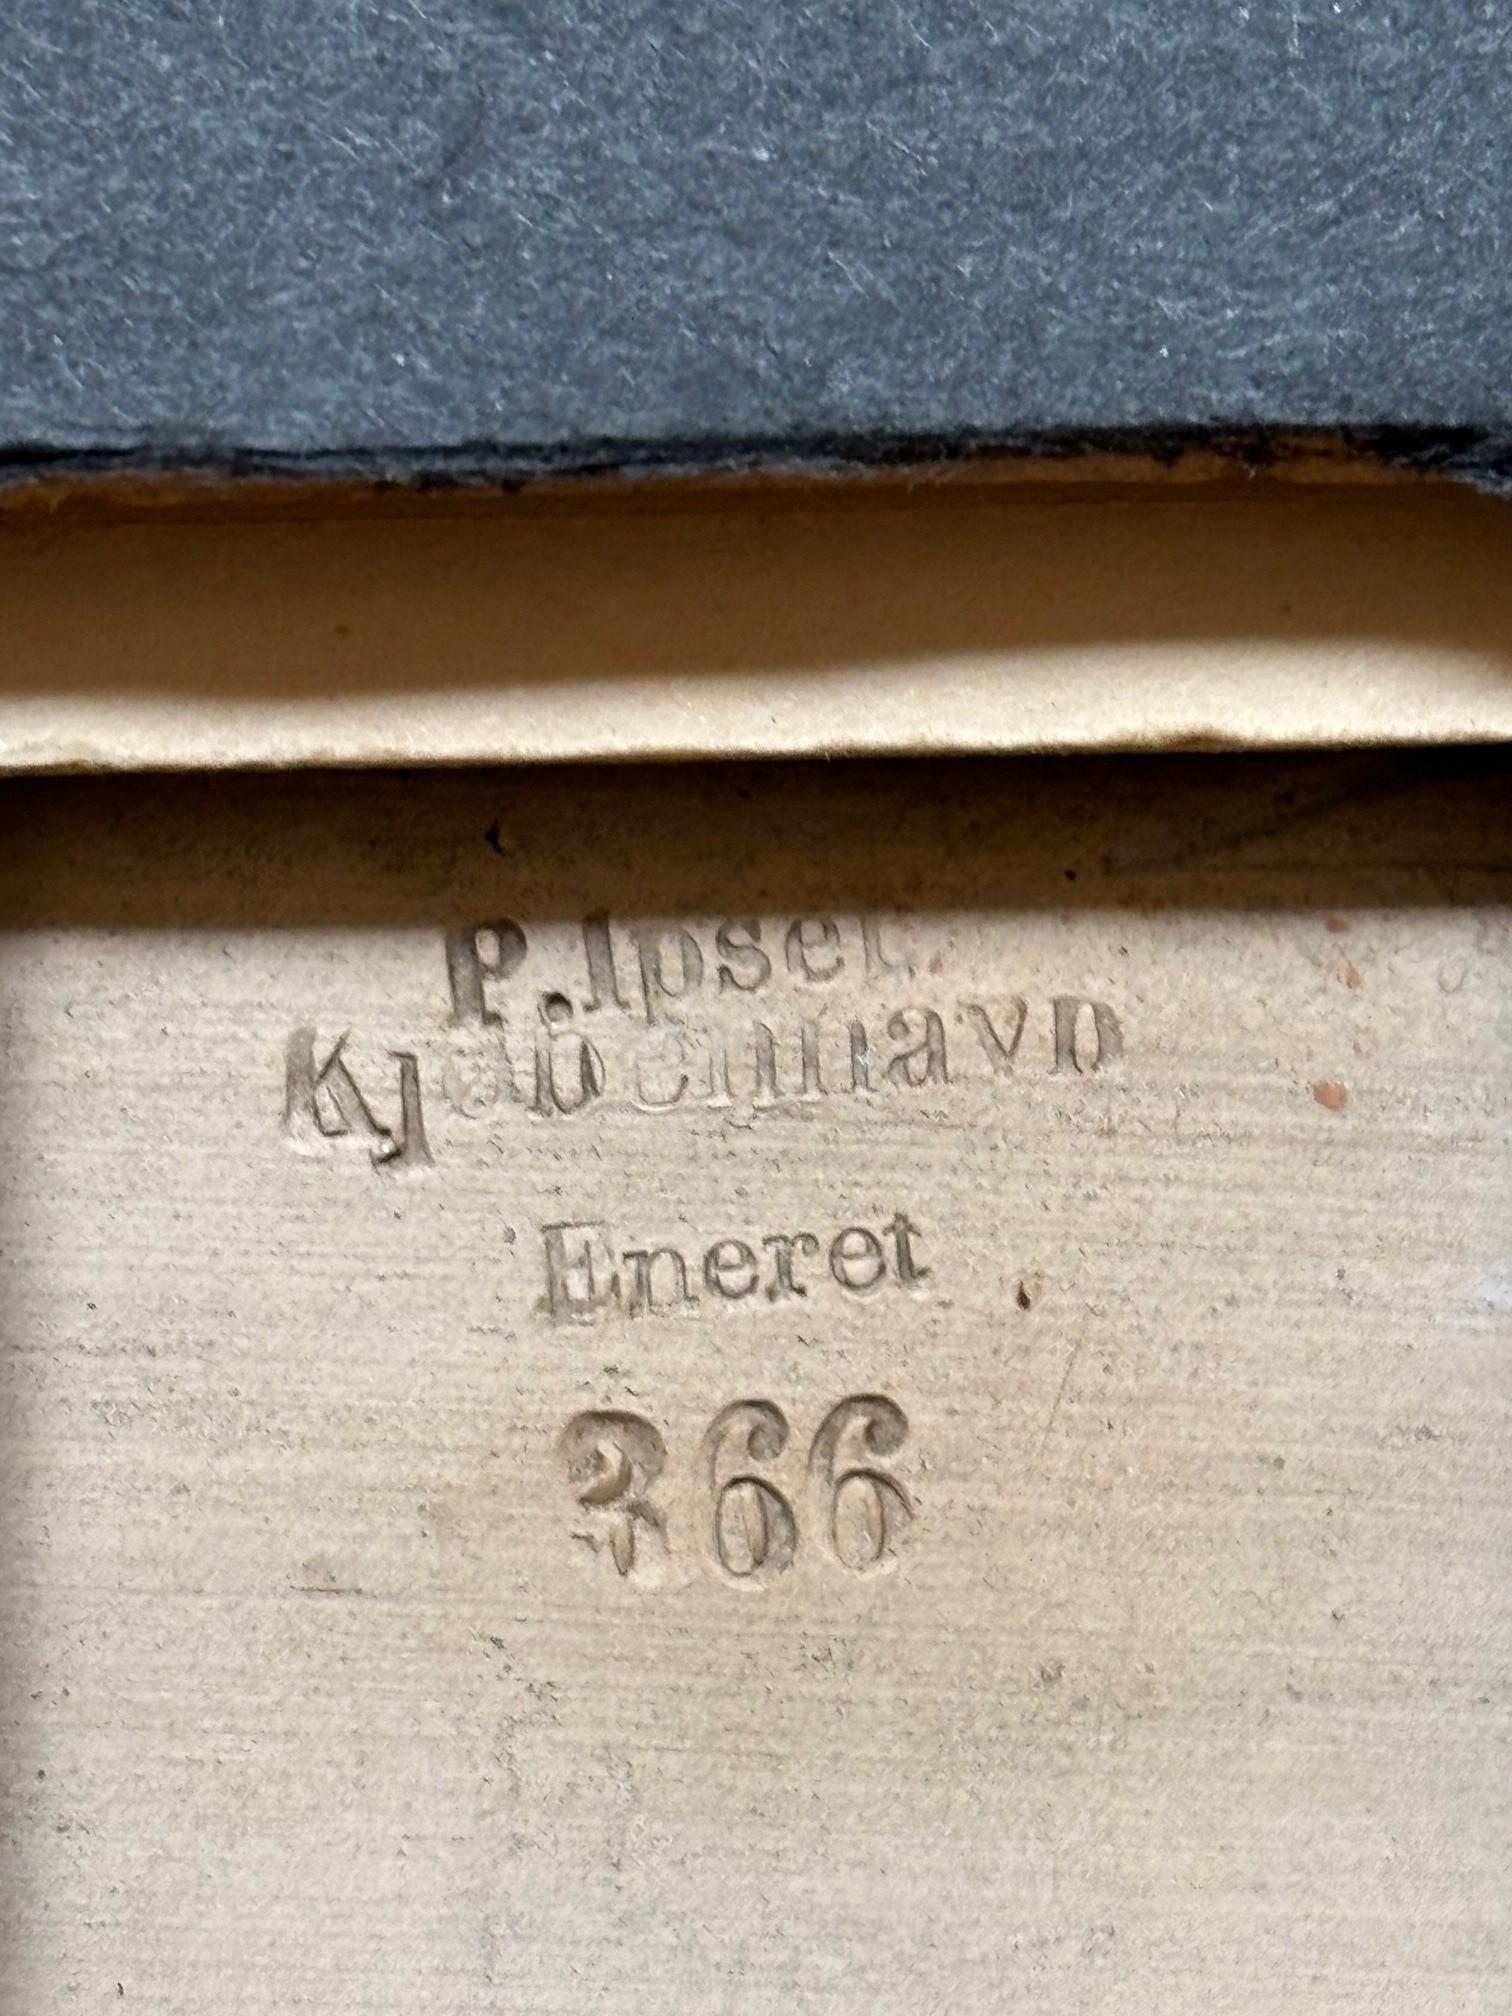 P. Ipsen
Kjøbenhavn
Eneret
366